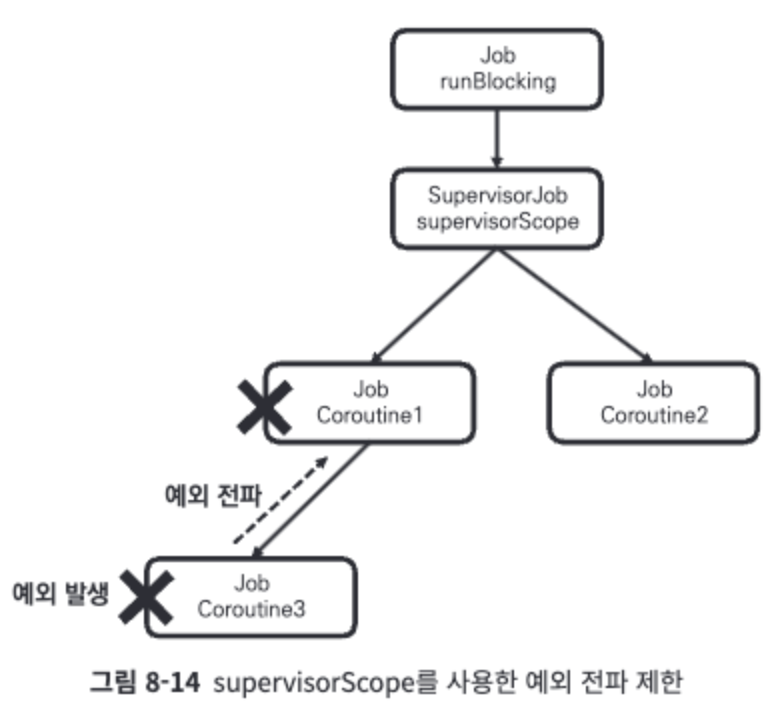 Job
runBlocking
SupervisorJob
supervisorScope
Job
Coroutine1
Job
Coroutine2
예외 전파
예외 발생
Job
Coroutine3
그림 8-14 supervisorScope를 사용한 예외 전파 제한